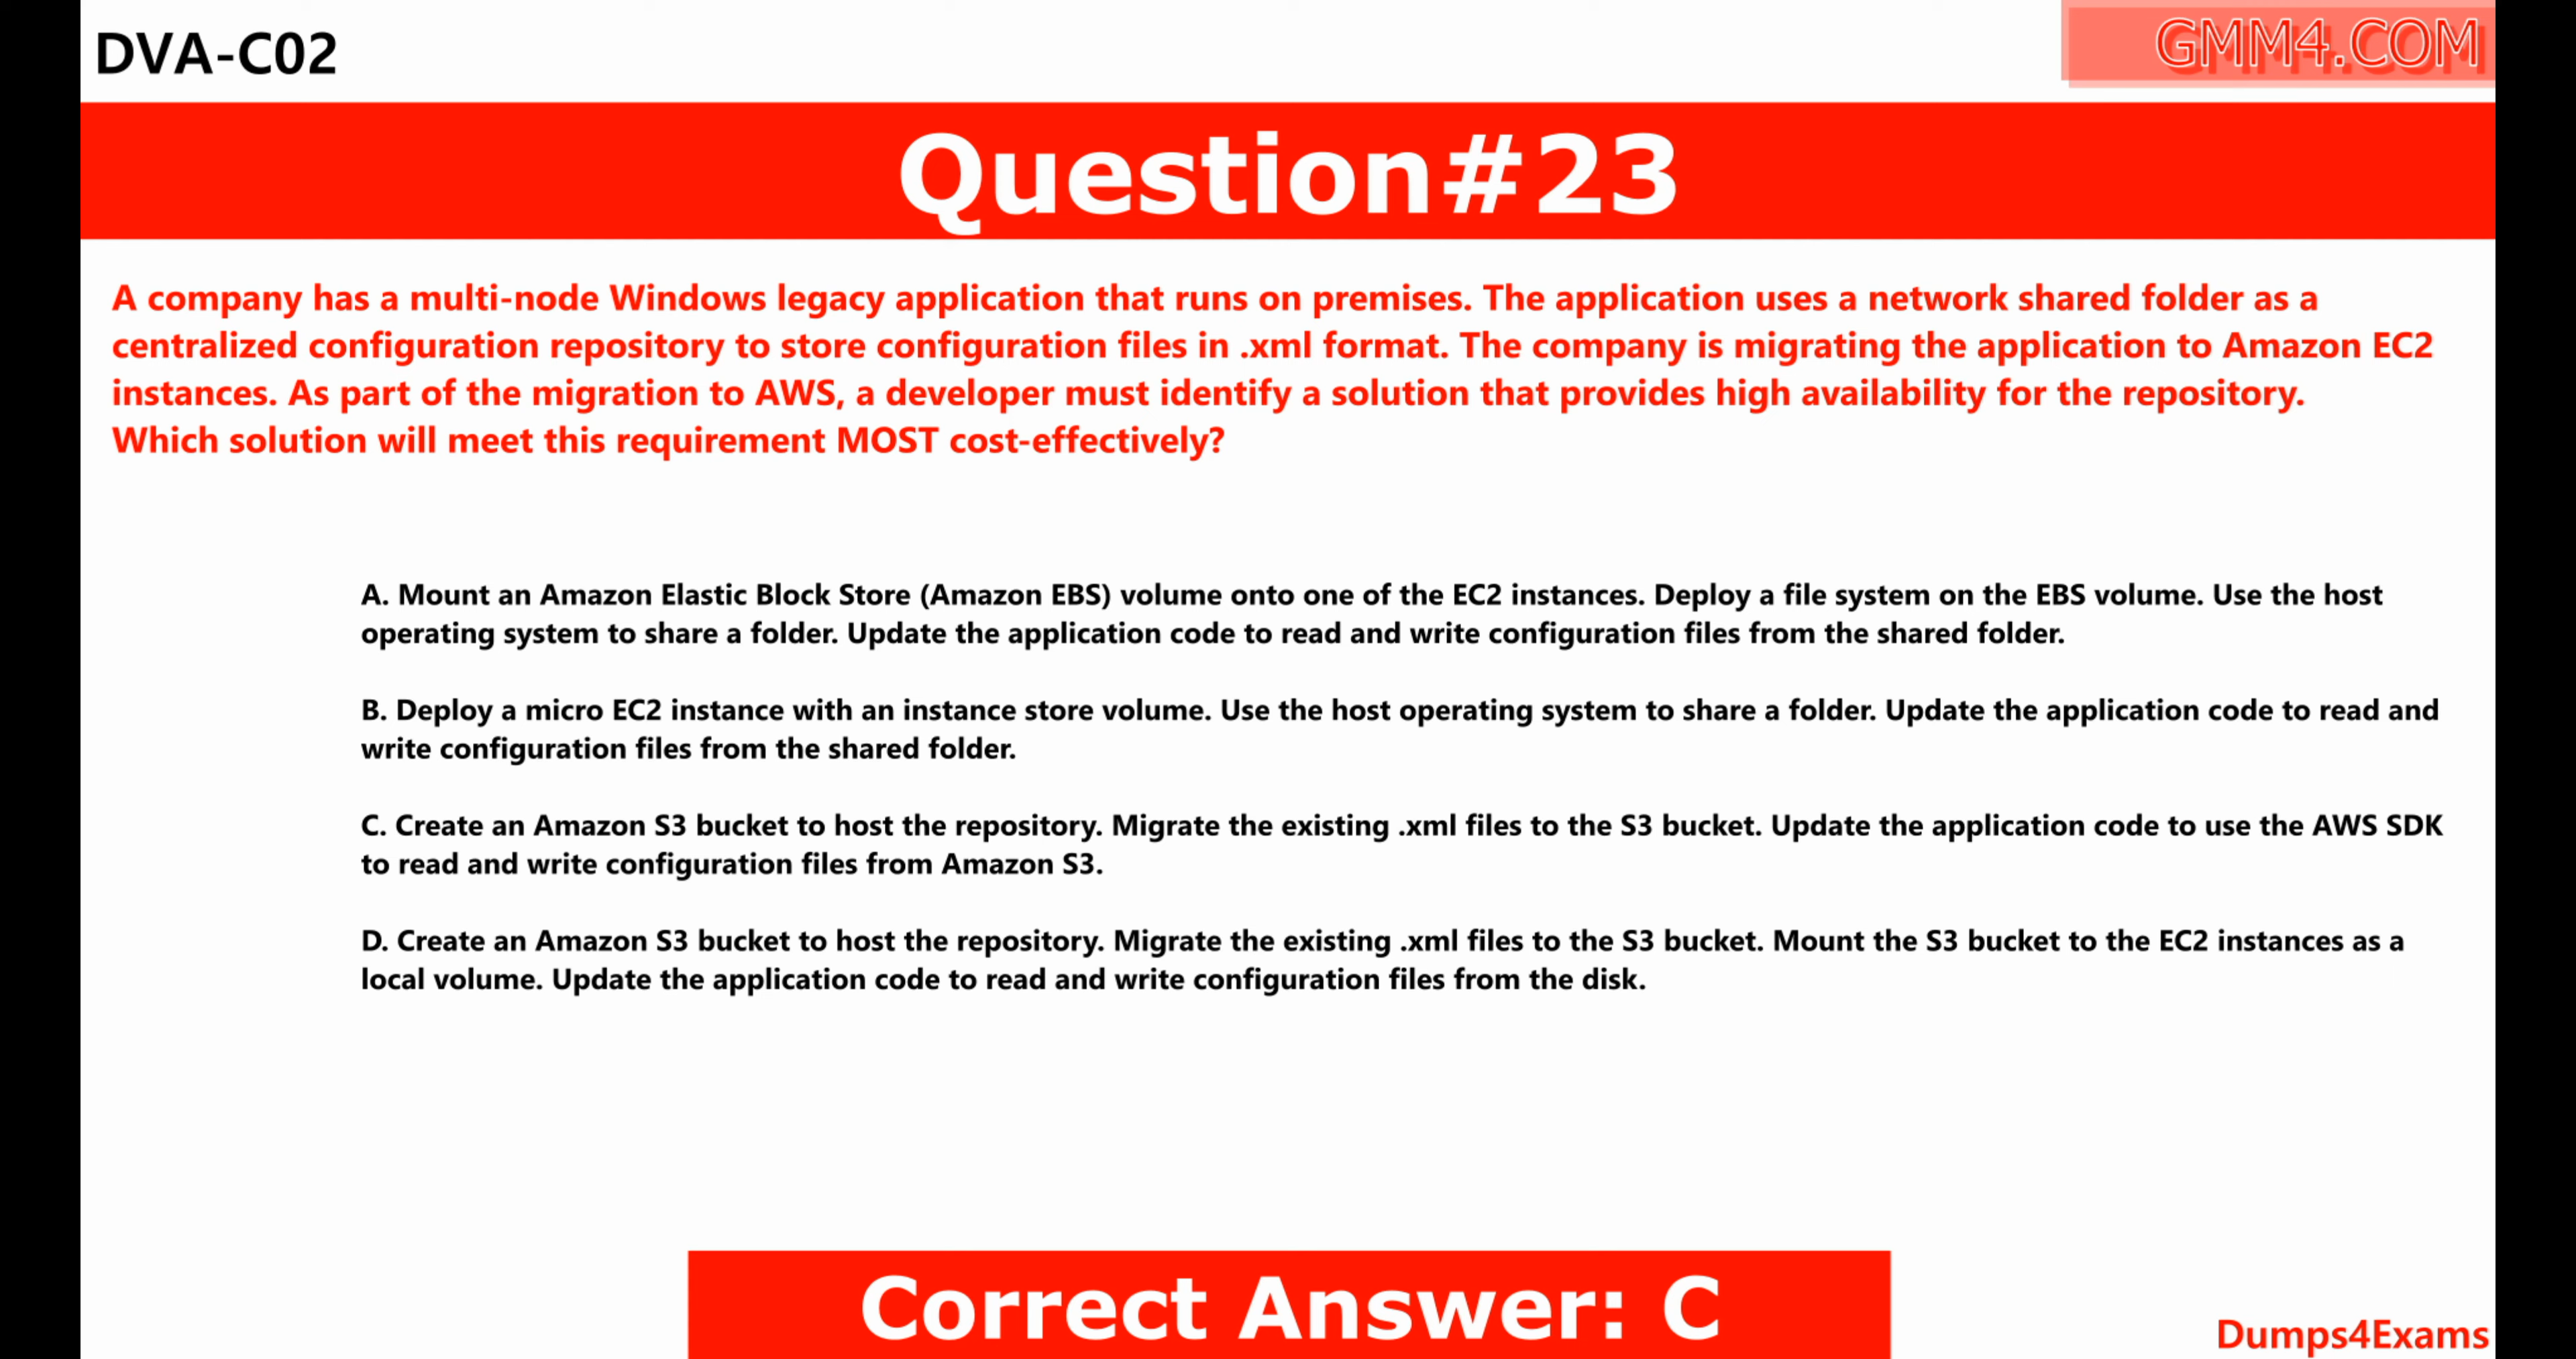 DVA-C02
GMM4.COM
Question#23
A company has a multi-node Windows legacy application that runs on premises. The application uses a network shared folder as a
centralized configuration repository to store configuration files in .xml format. The company is migrating the application to Amazon EC2
instances. As part of the migration to AWS, a developer must identify a solution that provides high availability for the repository.
Which solution will meet this requirement MOST cost-effectively?
A. Mount an Amazon Elastic Block Store (Amazon EBS) volume onto one of the EC2 instances. Deploy a file system on the EBS volume. Use the host
operating system to share a folder. Update the application code to read and write configuration files from the shared folder.
B. Deploy a micro EC2 instance with an instance store volume. Use the host operating system to share a folder. Update the application code to read and
write configuration files from the shared folder.
C. Create an Amazon S3 bucket to host the repository. Migrate the existing .xml files to the S3 bucket. Update the application code to use the AWS SDK
to read and write configuration files from Amazon S3.
D. Create an Amazon S3 bucket to host the repository. Migrate the existing .xml files to the S3 bucket. Mount the S3 bucket to the EC2 instances as a
local volume. Update the application code to read and write configuration files from the disk.
Correct Answer: C
Dumps4Exams